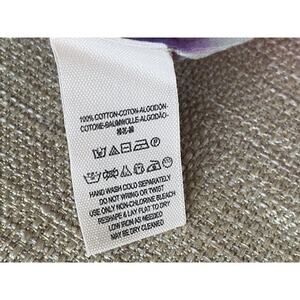 100% COTTON-COTON-ALGODÓN-
COTONE-BAUMWOLLE-ALGODÃO-
HAND WASH COLD SEPARATELY
DO NOT WRING OR TWIST
USE ONLY NON-CHLORINE BLEACH
RESHAPE & LAY FLAT TO DRY
LOW IRON AS NEEDED
MAY BE DRY CLEANED